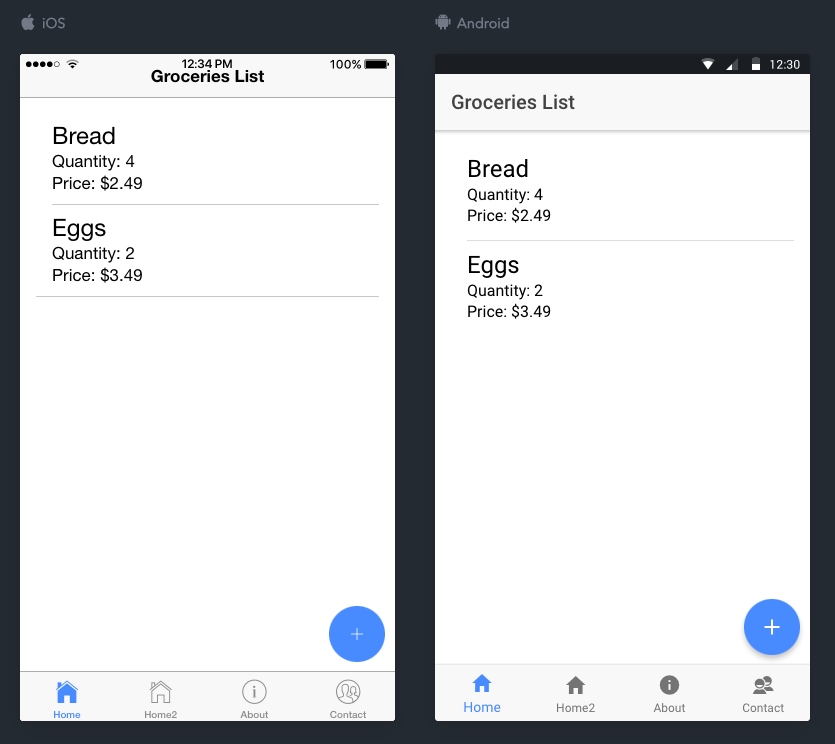 iOS
12:34 PM
100%
Groceries List
Bread
Quantity: 4
Price: $2.49
Eggs
Quantity: 2
Price: $3.49
Home Home2 About Contact
Android
12:30
Groceries List
Bread
Quantity: 4
Price: $2.49
Eggs
Quantity: 2
Price: $3.49
Home Home2 About Contact